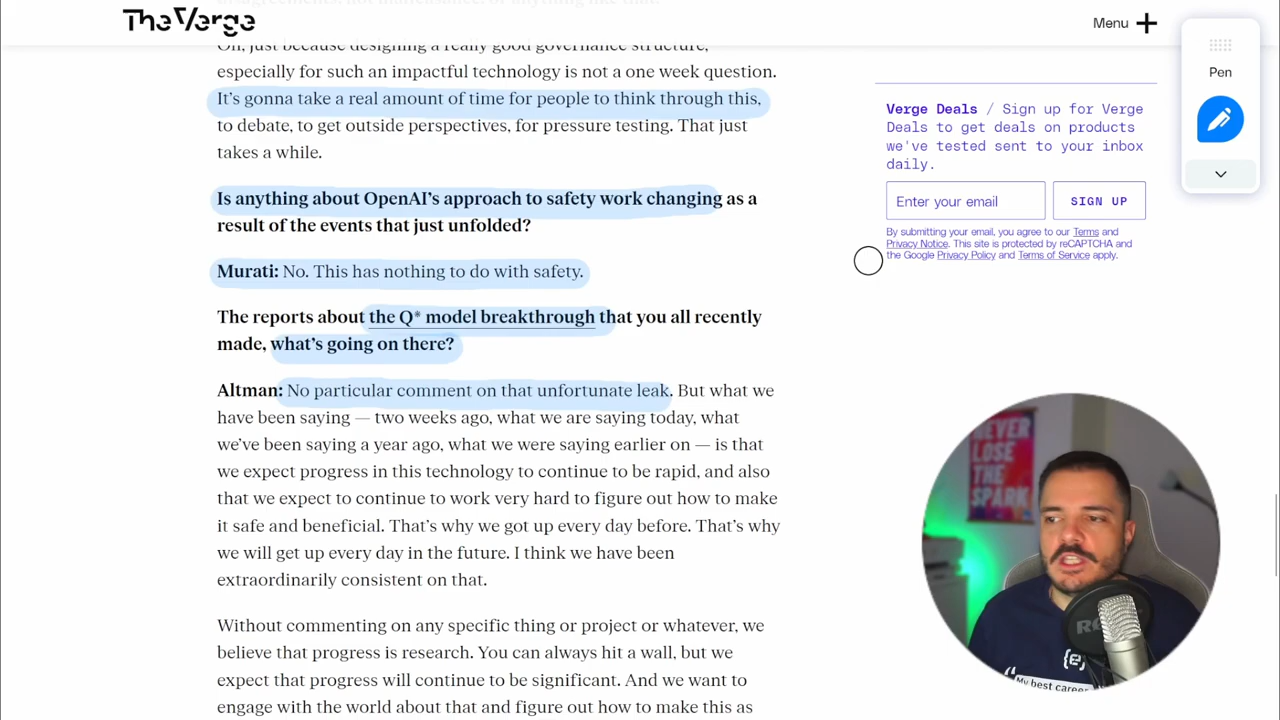 The Verge
Menu
Pen
Oh, just because designing a really good governance structure,
especially for such an impactful technology is not a one week question.
It's gonna take a real amount of time for people to think through this,
to debate, to get outside perspectives, for pressure testing. That just
takes a while.
Is anything about OpenAI's approach to safety work changing as a
result of the events that just unfolded?
Murati: No. This has nothing to do with safety.
The reports about the Q* model breakthrough that you all recently
made, what's going on there?
Altman: No particular comment on that unfortunate leak. But what we
have been saying — two weeks ago, what we are saying today, what
we've been saying a year ago, what we were saying earlier on — is that
we expect progress in this technology to continue to be rapid, and also
that we expect to continue to work very hard to figure out how to make
it safe and beneficial. That's why we got up every day before. That's why
we will get up every day in the future. I think we have been
extraordinarily consistent on that.
Without commenting on any specific thing or project or whatever, we
believe that progress is research. You can always hit a wall, but we
expect that progress will continue to be significant. And we want to
engage with the world about that and figure out how to make this as
Verge Deals / Sign up for Verge
Deals to get deals on products
we've tested sent to your inbox
daily.
Enter your email
SIGN UP
By submitting your email, you agree to our Terms and
Privacy Notice. This site is protected by reCAPTCHA and
the Google Privacy Policy and Terms of Service apply.
NEVER
LOSE
THE
SPARK
{e}
My best career